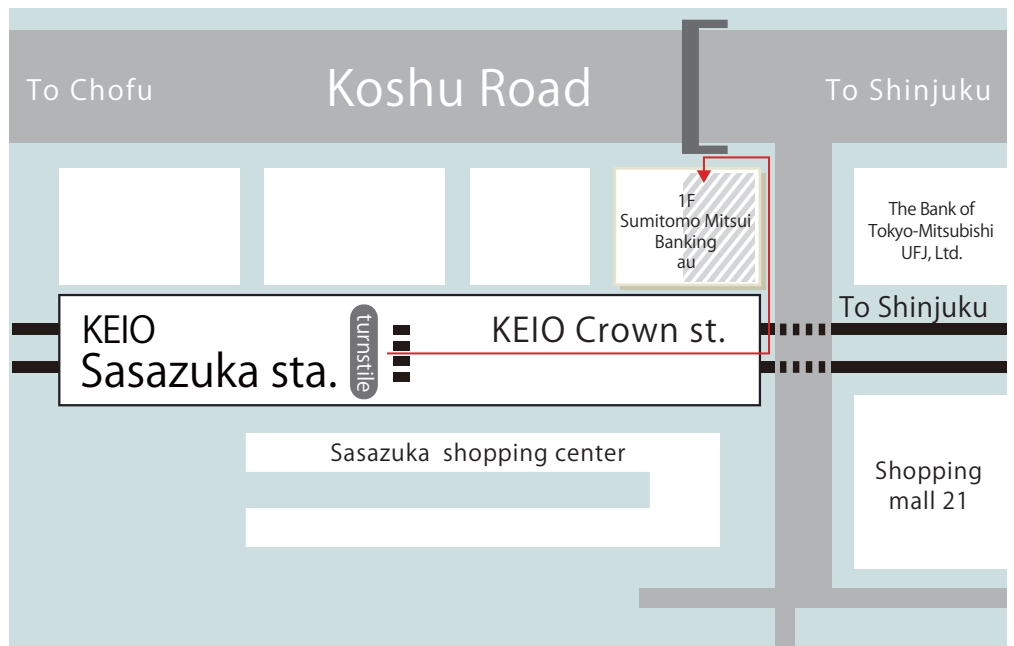 To Chofu
Koshu Road
To Shinjuku
1F
Sumitomo Mitsui
Banking
au
The Bank of
Tokyo-Mitsubishi
UFJ, Ltd.
To Shinjuku
KEIO
Sasazuka sta.
turnstile
KEIO Crown st.
Sasazuka shopping center
Shopping
mall 21